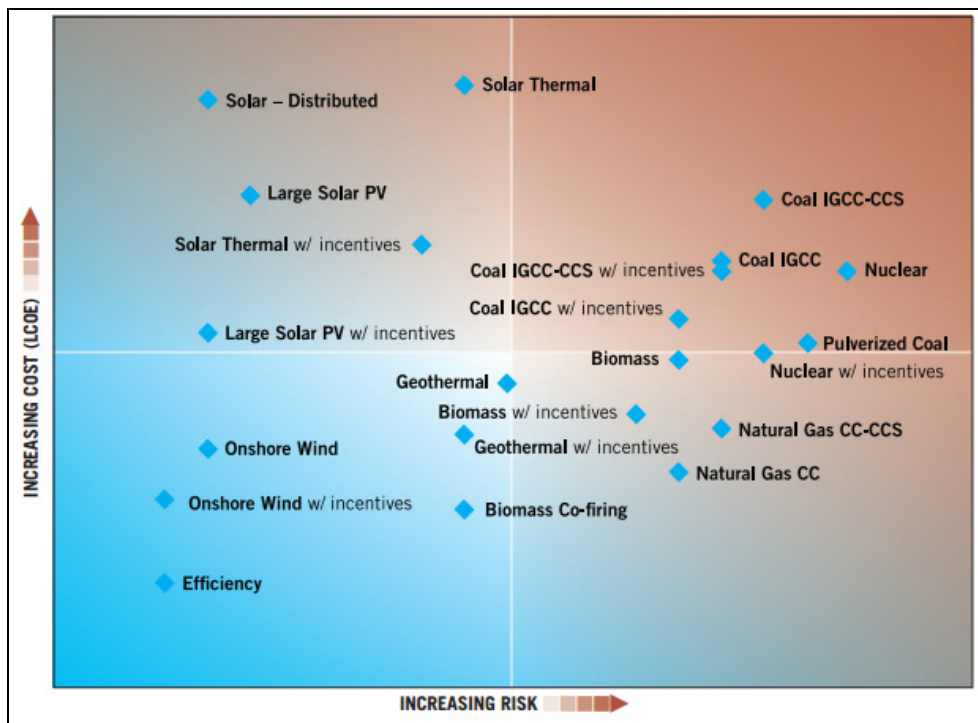 Solar Thermal
Solar – Distributed
Large Solar PV
Coal IGCC-CCS
Solar Thermal w/ incentives
Coal IGCC
Coal IGCC-CCS w/ incentives
Nuclear
Coal IGCC w/ incentives
Large Solar PV w/ incentives
Pulverized Coal
Biomass
Nuclear w/ incentives
Geothermal
Biomass w/ incentives
Natural Gas CC-CCS
Onshore Wind
Geothermal w/ incentives
Natural Gas CC
Onshore Wind w/ incentives
Biomass Co-firing
Efficiency
INCREASING COST (LCOE)
INCREASING RISK